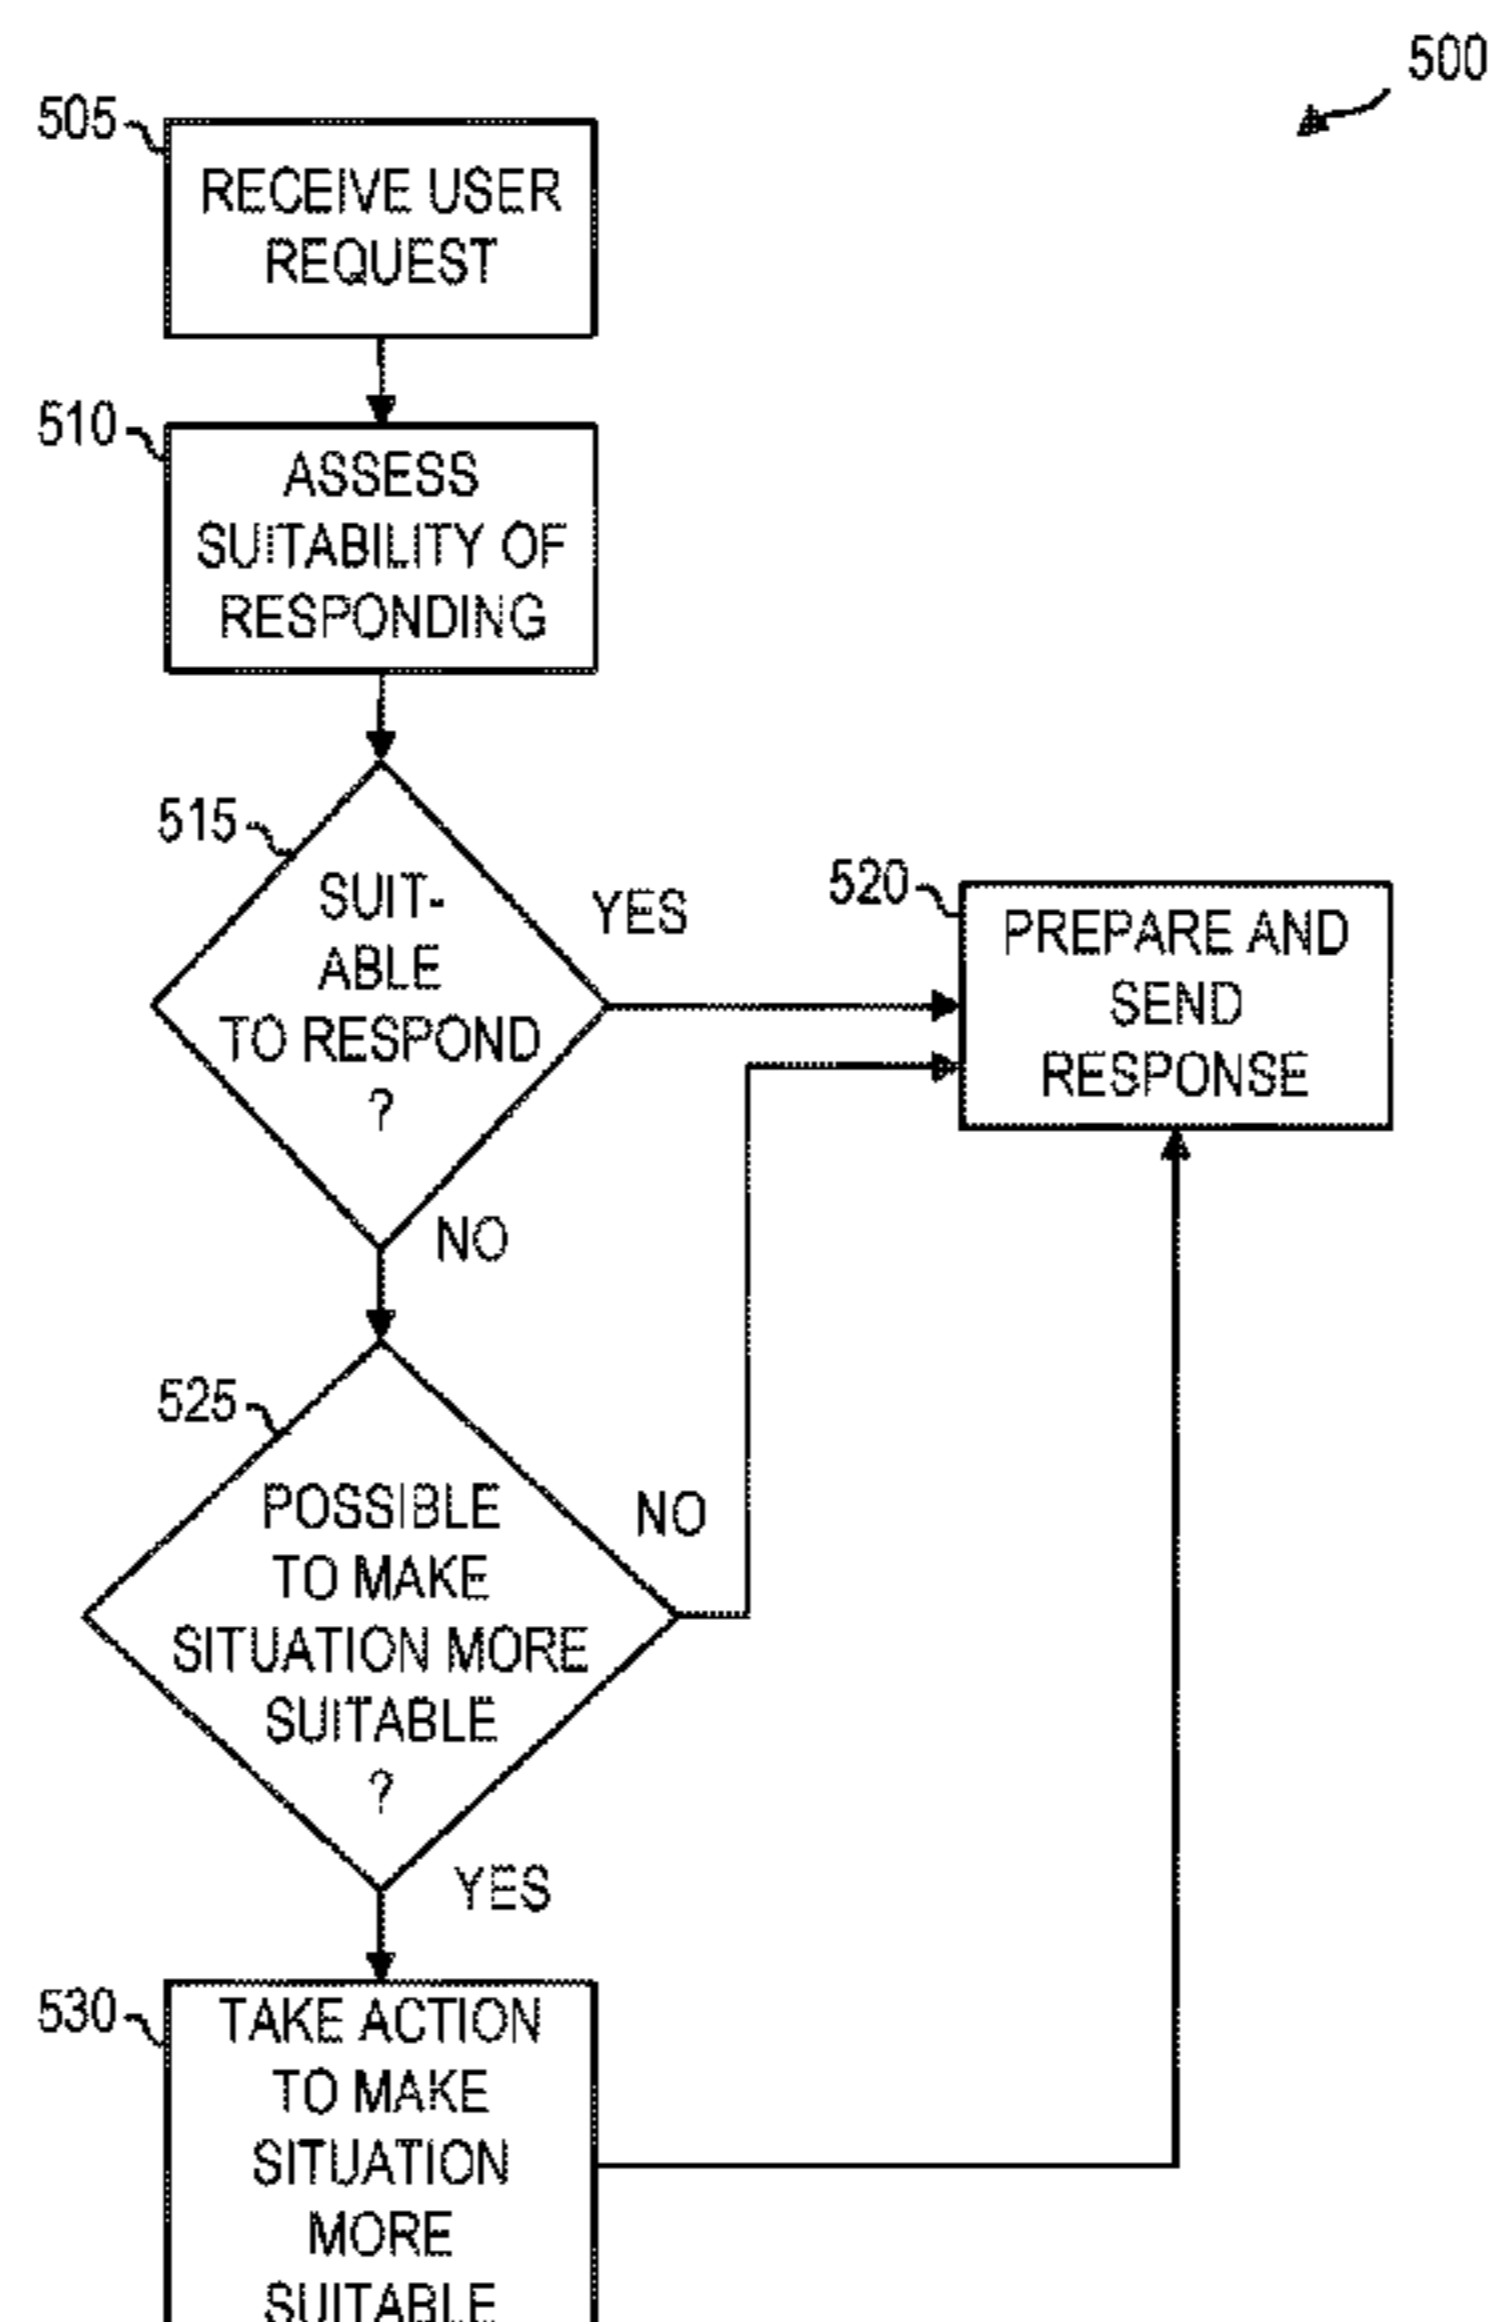 500
505
RECEIVE USER
REQUEST
510
ASSESS
SUITABILITY OF
RESPONDING
515
SUIT-
ABLE
TO RESPOND
?
YES
520
PREPARE AND
SEND
RESPONSE
NO
525
POSSIBLE
TO MAKE
SITUATION MORE
SUITABLE
?
NO
YES
530
TAKE ACTION
TO MAKE
SITUATION
MORE
SUITABLE